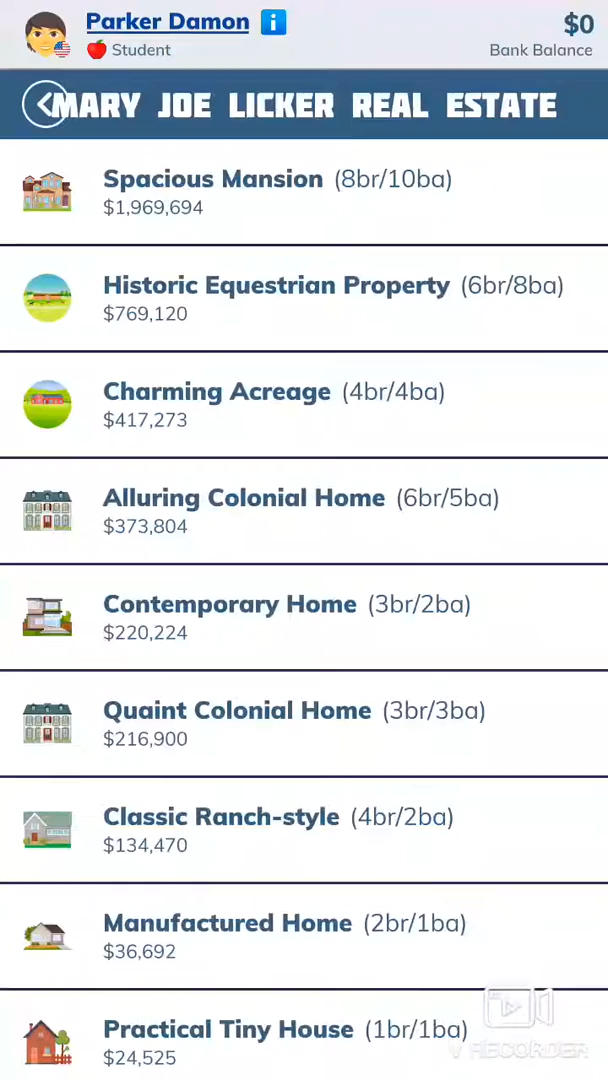 Parker Damon i
$0
Student
Bank Balance
MARY JOE LICKER REAL ESTATE
Spacious Mansion (8br/10ba)
$1,969,694
Historic Equestrian Property (6br/8ba)
$769,120
Charming Acreage (4br/4ba)
$417,273
Alluring Colonial Home (6br/5ba)
$373,804
Contemporary Home (3br/2ba)
$220,224
Quaint Colonial Home (3br/3ba)
$216,900
Classic Ranch-style (4br/2ba)
$134,470
Manufactured Home (2br/1ba)
$36,692
Practical Tiny House (1br/1ba)
$24,525
V RECORDER